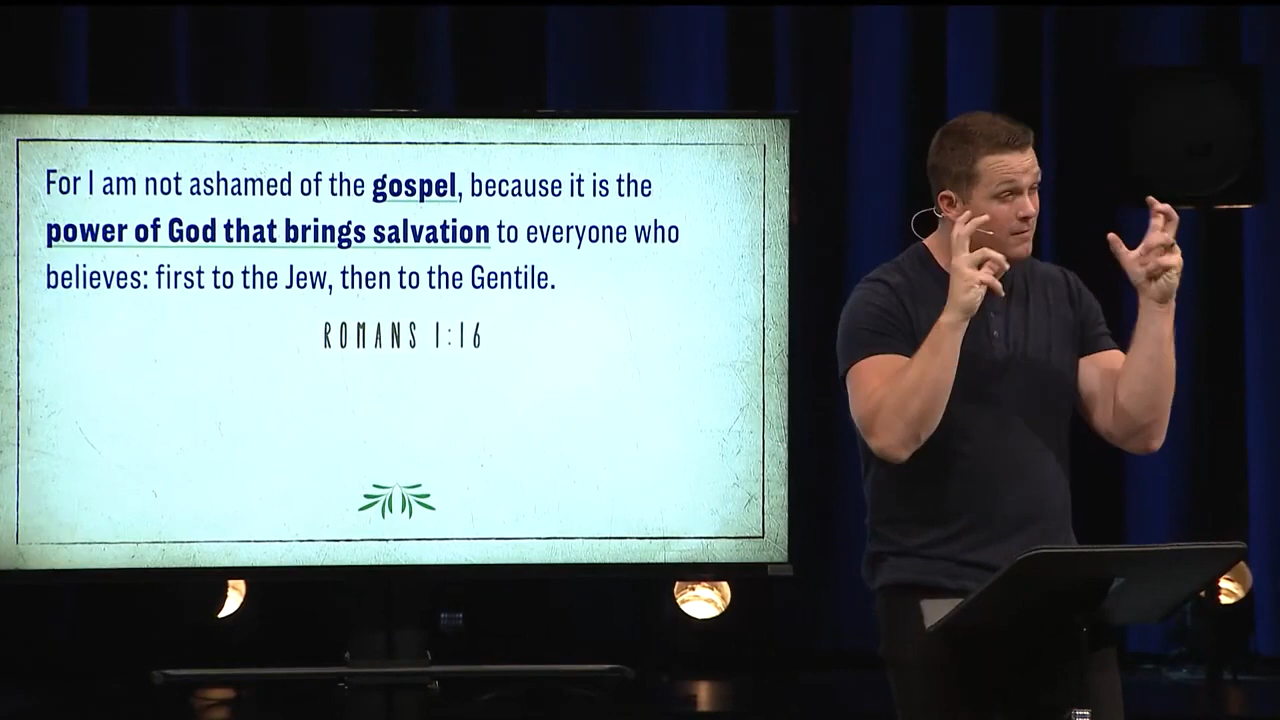 For I am not ashamed of the gospel, because it is the
power of God that brings salvation to everyone who
believes: first to the Jew, then to the Gentile.
ROMANS 1:16